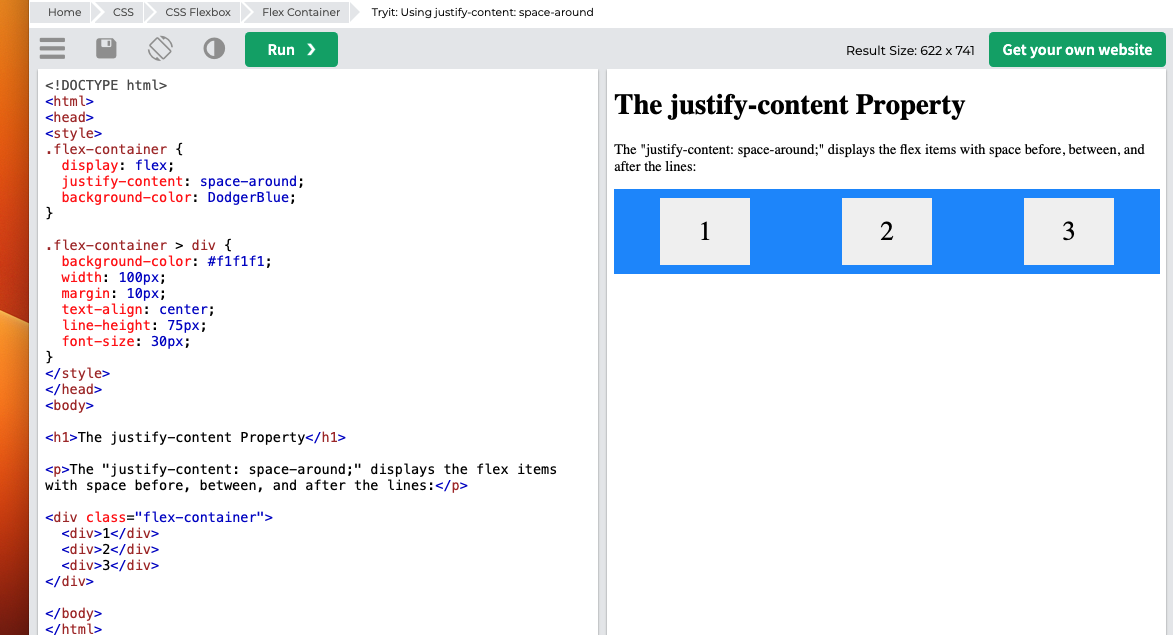 Home
CSS
CSS Flexbox
Flex Container
Tryit: Using justify-content: space-around
Run ❯
Result Size: 622 x 741
Get your own website
<!DOCTYPE html>
<html>
<head>
<style>
.flex-container {
  display: flex;
  justify-content: space-around;
  background-color: DodgerBlue;
}

.flex-container > div {
  background-color: #f1f1f1;
  width: 100px;
  margin: 10px;
  text-align: center;
  line-height: 75px;
  font-size: 30px;
}
</style>
</head>
<body>

<h1>The justify-content Property</h1>

<p>The "justify-content: space-around;" displays the flex items
with space before, between, and after the lines:</p>

<div class="flex-container">
  <div>1</div>
  <div>2</div>
  <div>3</div>
</div>

</body>
</html>
The justify-content Property
The "justify-content: space-around;" displays the flex items with space before, between, and
after the lines:
1
2
3